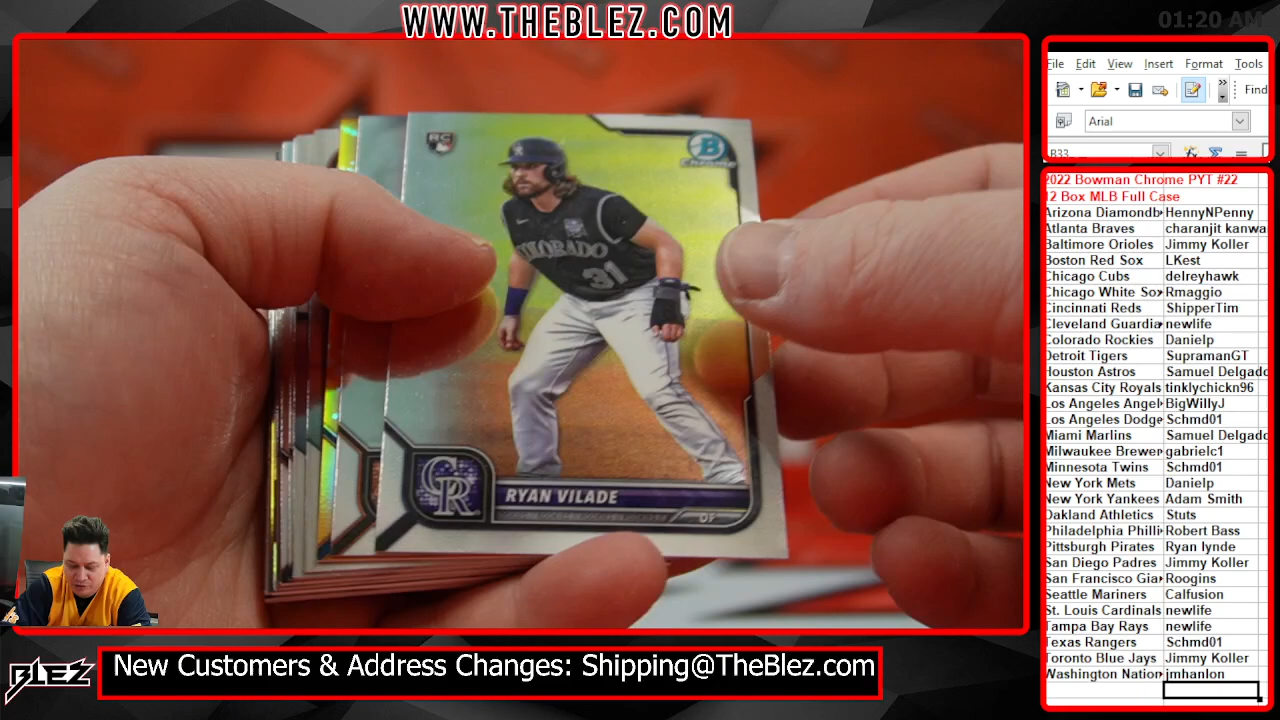 WWW.THEBLEZ.COM
01:20 AM
File Edit View Insert Format Tools
Find
Arial
B33
RC
B
Chrome
COLORADO
31
CR
RYAN VILADE
OF
2022 Bowman Chrome PYT #22
12 Box MLB Full Case
Arizona Diamondb HennyNPenny
Atlanta Braves charanjit kanwa
Baltimore Orioles Jimmy Koller
Boston Red Sox LKest
Chicago Cubs delreyhawk
Chicago White Sox Rmaggio
Cincinnati Reds ShipperTim
Cleveland Guardia newlife
Colorado Rockies Danielp
Detroit Tigers SupramanGT
Houston Astros Samuel Delgado
Kansas City Royals tinklychickn96
Los Angeles Angel BigWillyJ
Los Angeles Dodge Schmd01
Miami Marlins Samuel Delgado
Milwaukee Brewer gabrielc1
Minnesota Twins Schmd01
New York Mets Danielp
New York Yankees Adam Smith
Oakland Athletics Stuts
Philadelphia Philli Robert Bass
Pittsburgh Pirates Ryan lynde
San Diego Padres Jimmy Koller
San Francisco Gia Roogins
Seattle Mariners Calfusion
St. Louis Cardinals newlife
Tampa Bay Rays newlife
Texas Rangers Schmd01
Toronto Blue Jays Jimmy Koller
Washington Nation jmhanlon
BLEZ
New Customers & Address Changes: Shipping@TheBlez.com